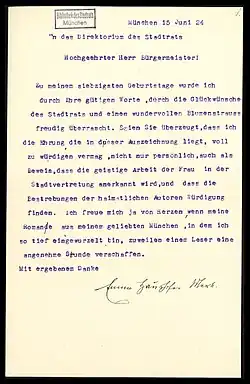 Bibliothek d. Stadtrats
München
München 15 Juni 24
An das Direktorium des Stadtrats
Hochgeehrter Herr Bürgermeister!
Zu meinem siebzigsten Geburtstage wurde ich
durch Ihre gütigen Worte ,durch die Glückwünsche
des Stadtrats und einen wundervollen Blumenstrauss
freudig überrascht. Seien Sie überzeugt,dass ich
die Ehrung die in dieser Auszeichnung liegt, voll
zu würdigen vermag ,nicht nur persönlich,auch als
Beweis,dass die geistige Arbeit der Frau in der
Stadtvertretung anerkannt wird,und dass die
Bestrebungen der heimatlichen Autoren Würdigung
finden. Ich freue mich ja von Herzen,wenn meine
Romane aus meinem geliebten München ,in dem ich
so tief eingewurzelt bin, zuweilen einem Leser eine
angenehme Stunde verschaffen.
Mit ergebenem Danke
Emma Haushofer Merk.